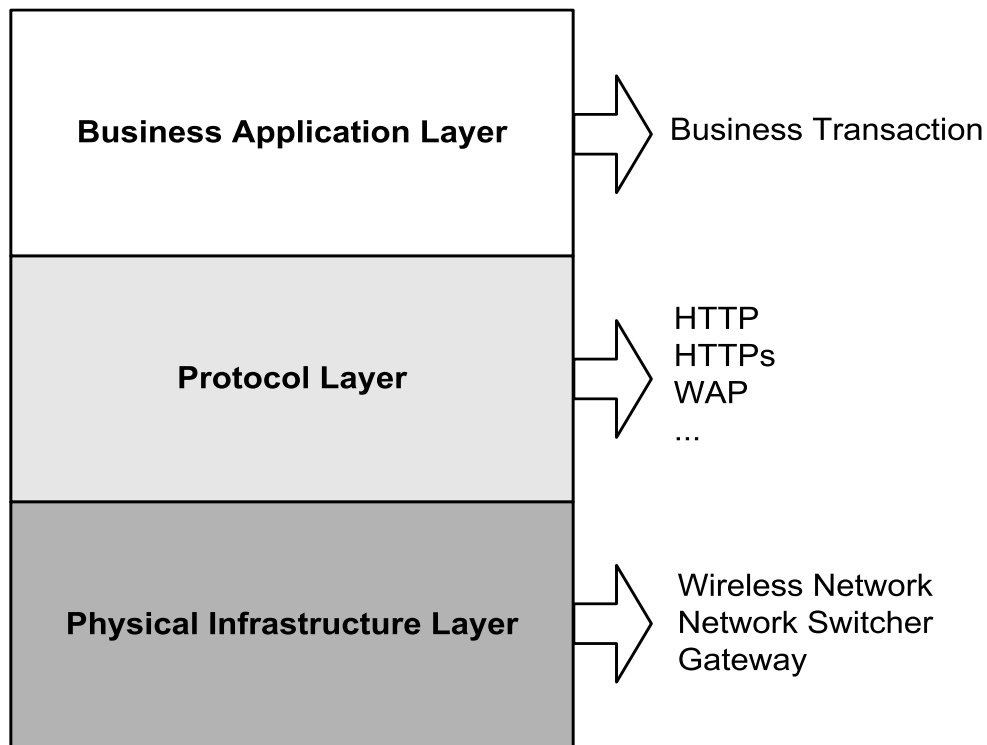 Business Application Layer
Business Transaction
Protocol Layer
HTTP
HTTPs
WAP
...
Physical Infrastructure Layer
Wireless Network
Network Switcher
Gateway